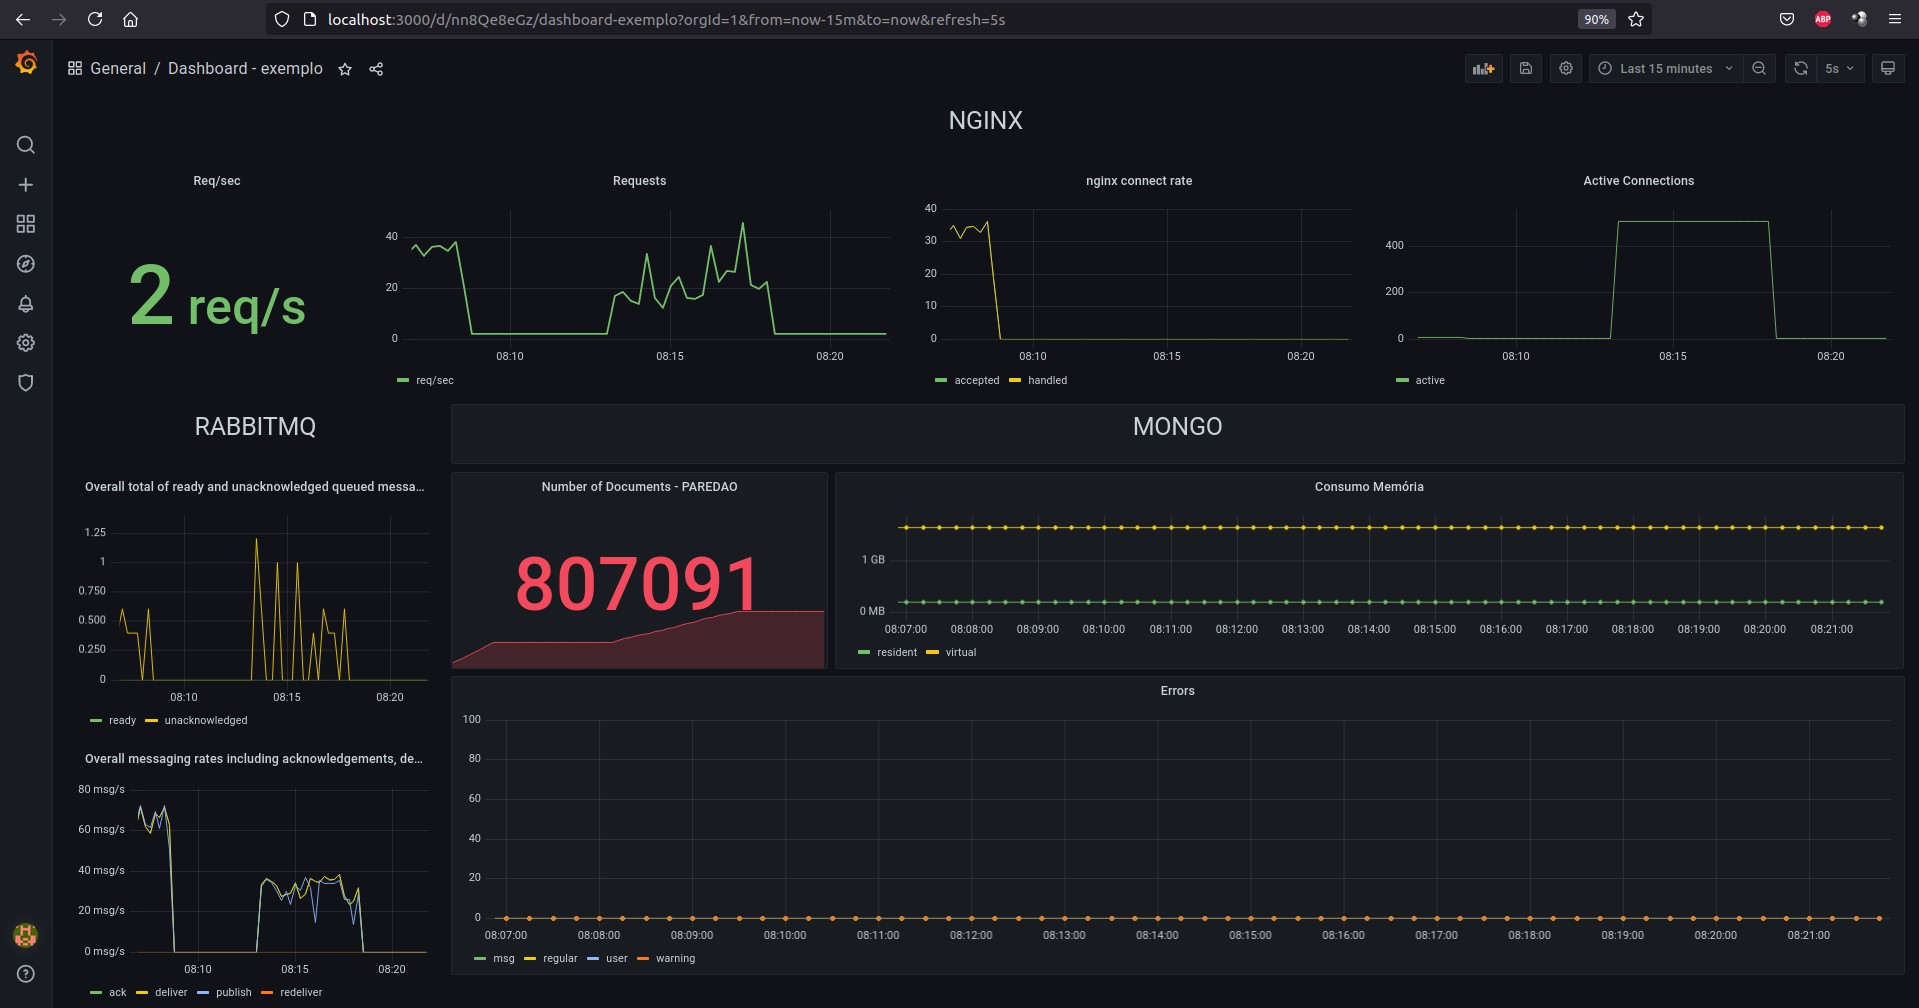 localhost:3000/d/nn8Qe8eGz/dashboard-exemplo?orgId=1&from=now-15m&to=now&refresh=5s
90%
ABP
General / Dashboard - exemplo
Last 15 minutes
5s
NGINX
Req/sec
2 req/s
Requests
40
20
0
08:10 08:15 08:20
req/sec
nginx connect rate
40
30
20
10
0
08:10 08:15 08:20
accepted handled
Active Connections
400
200
0
08:10 08:15 08:20
active
RABBITMQ
Overall total of ready and unacknowledged queued messa...
1.25
1
0.750
0.500
0.250
0
08:10 08:15 08:20
ready unacknowledged
Overall messaging rates including acknowledgements, de...
80 msg/s
60 msg/s
40 msg/s
20 msg/s
0 msg/s
08:10 08:15 08:20
ack deliver publish redeliver
MONGO
Number of Documents - PAREDAO
807091
Consumo Memória
1 GB
0 MB
08:07:00 08:08:00 08:09:00 08:10:00 08:11:00 08:12:00 08:13:00 08:14:00 08:15:00 08:16:00 08:17:00 08:18:00 08:19:00 08:20:00 08:21:00
resident virtual
Errors
100
80
60
40
20
0
08:07:00 08:08:00 08:09:00 08:10:00 08:11:00 08:12:00 08:13:00 08:14:00 08:15:00 08:16:00 08:17:00 08:18:00 08:19:00 08:20:00 08:21:00
msg regular user warning